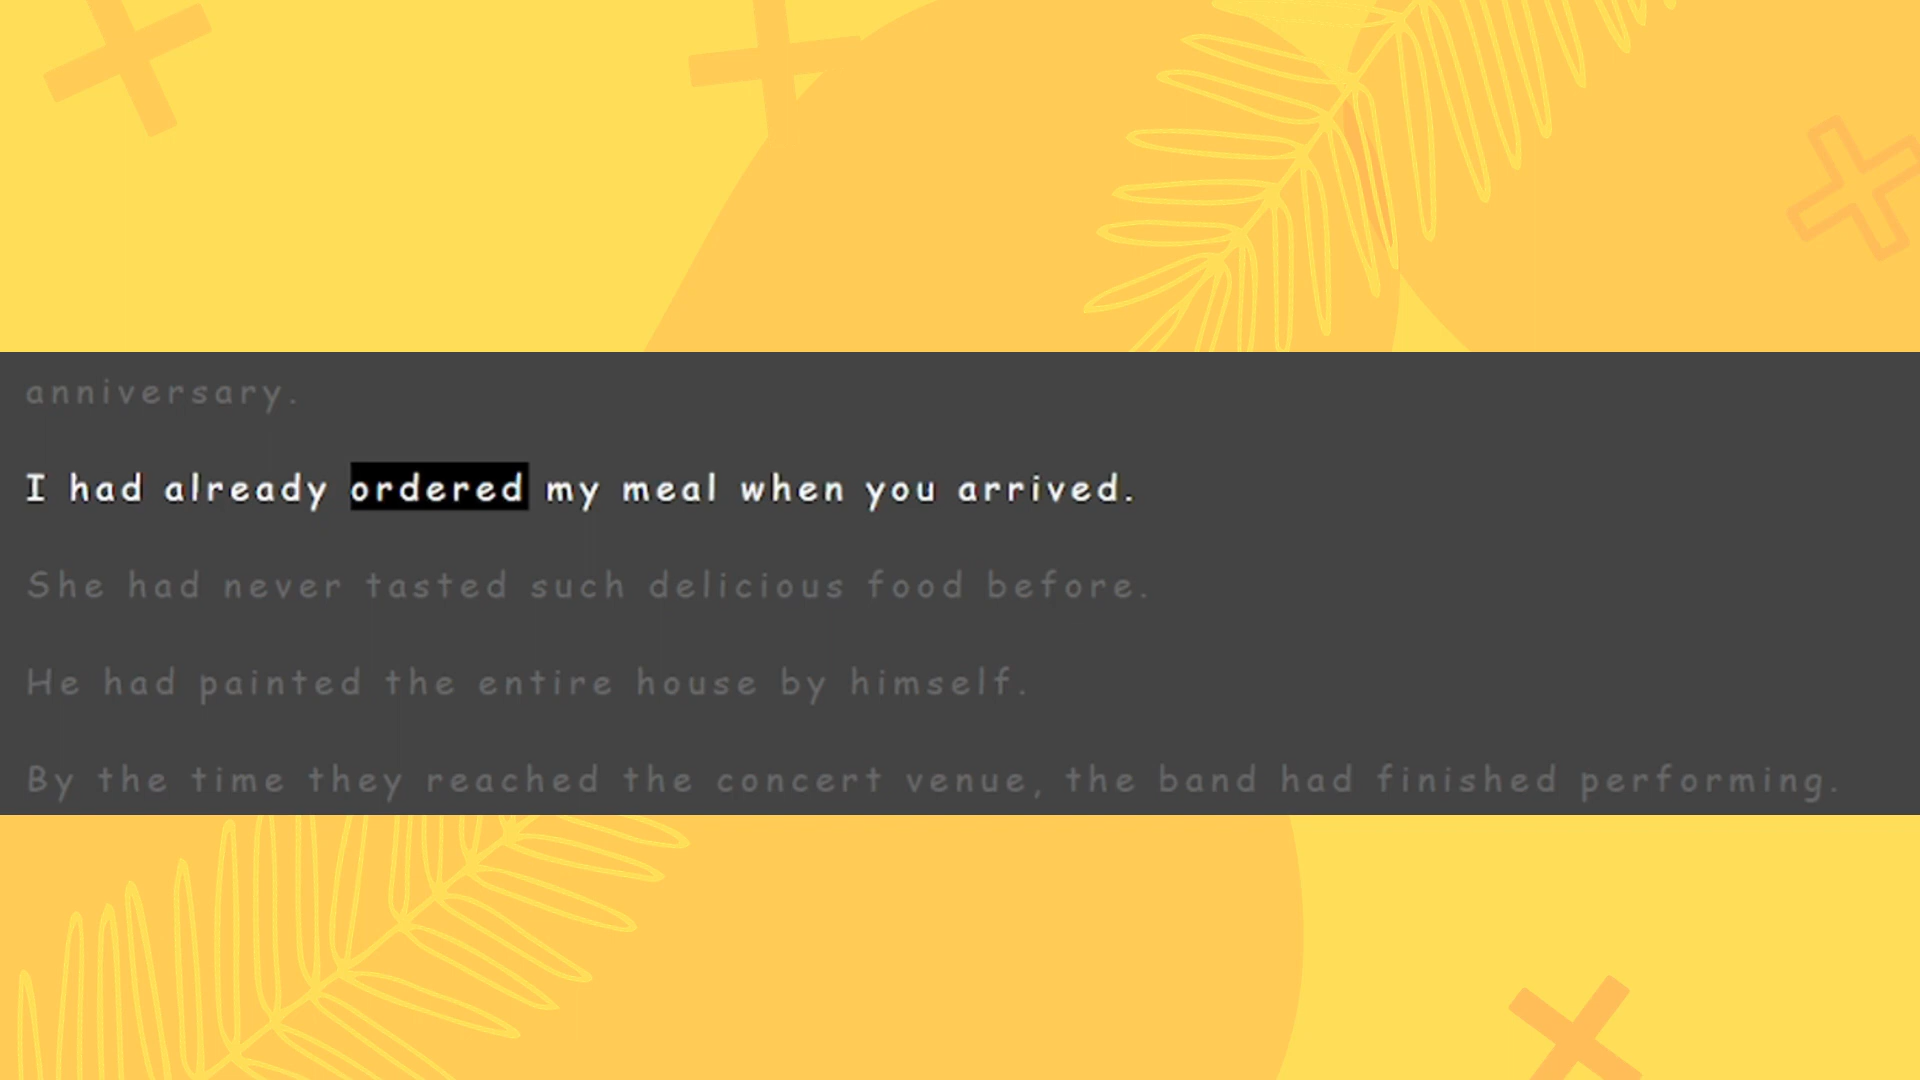 anniversary.
I had already ordered my meal when you arrived.
She had never tasted such delicious food before.
He had painted the entire house by himself.
By the time they reached the concert venue, the band had finished performing.